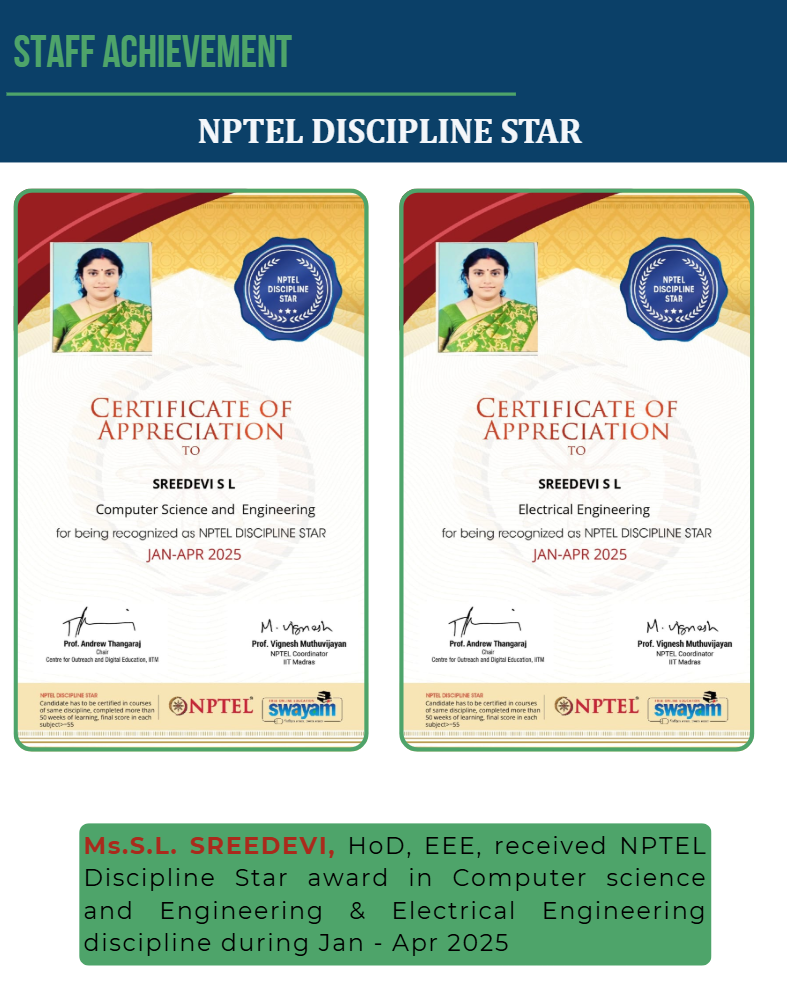 STAFF ACHIEVEMENT
NPTEL DISCIPLINE STAR
NPTEL
DISCIPLINE
STAR
CERTIFICATE OF
APPRECIATION
TO
SREEDEVI S L
Computer Science and Engineering
for being recognized as NPTEL DISCIPLINE STAR
JAN-APR 2025
Prof. Andrew Thangaraj
Chair
Centre for Outreach and Digital Education, IITM
M. Vignesh
Prof. Vignesh Muthuvijayan
NPTEL Coordinator
IIT Madras
NPTEL DISCIPLINE STAR
Candidate has to be certified in courses
of same discipline, completed more than
50 weeks of learning, final score in each
subject>=55
NPTEL
swayam
NPTEL
DISCIPLINE
STAR
CERTIFICATE OF
APPRECIATION
TO
SREEDEVI S L
Electrical Engineering
for being recognized as NPTEL DISCIPLINE STAR
JAN-APR 2025
Prof. Andrew Thangaraj
Chair
Centre for Outreach and Digital Education, IITM
M. Vignesh
Prof. Vignesh Muthuvijayan
NPTEL Coordinator
IIT Madras
NPTEL DISCIPLINE STAR
Candidate has to be certified in courses
of same discipline, completed more than
50 weeks of learning, final score in each
subject>=55
NPTEL
swayam
Ms.S.L. SREEDEVI, HoD, EEE, received NPTEL
Discipline Star award in Computer science
and Engineering & Electrical Engineering
discipline during Jan - Apr 2025